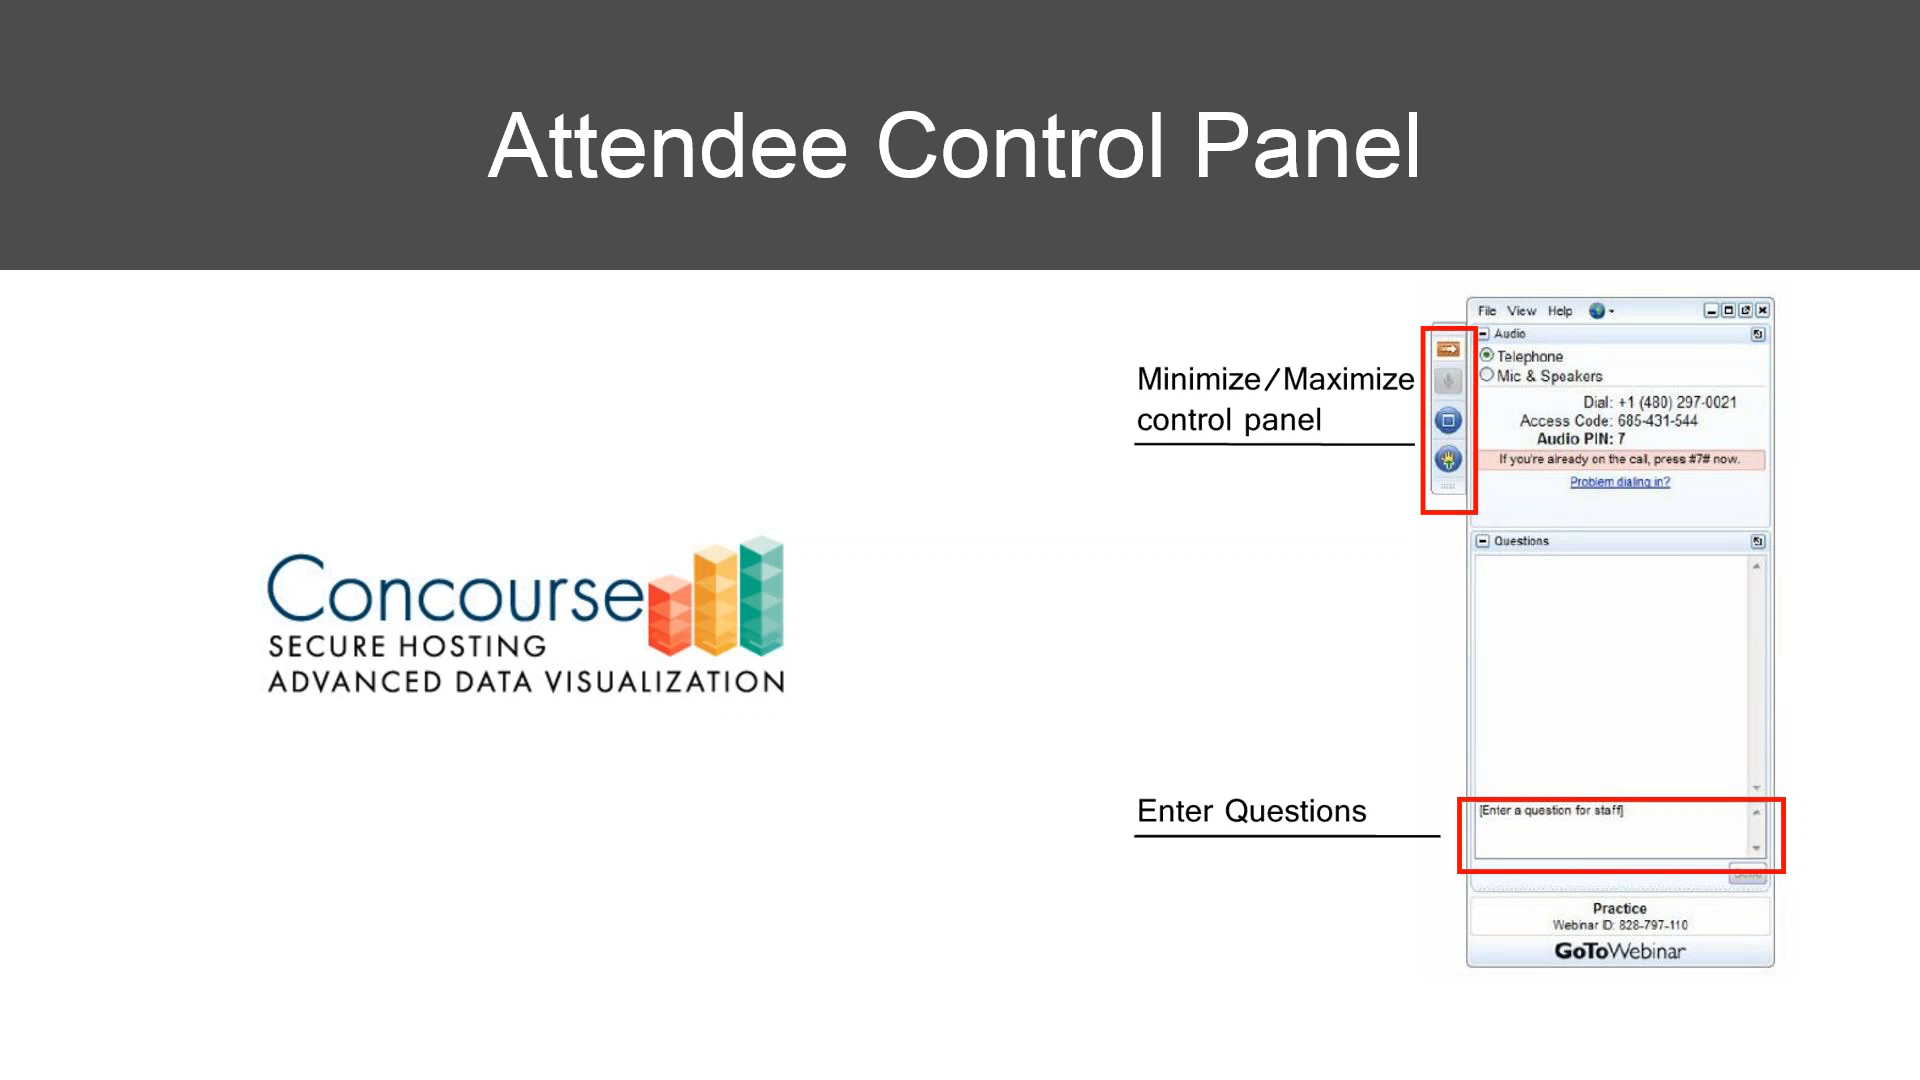 Attendee Control Panel
Concourse
SECURE HOSTING
ADVANCED DATA VISUALIZATION
Minimize/Maximize
control panel
Enter Questions
File View Help
Audio
Telephone
Mic & Speakers
Dial: +1 (480) 297-0021
Access Code: 685-431-544
Audio PIN: 7
If you're already on the call, press #7# now.
Problem dialing in?
Questions
[Enter a question for staff]
Practice
Webinar ID: 828-797-110
GoToWebinar